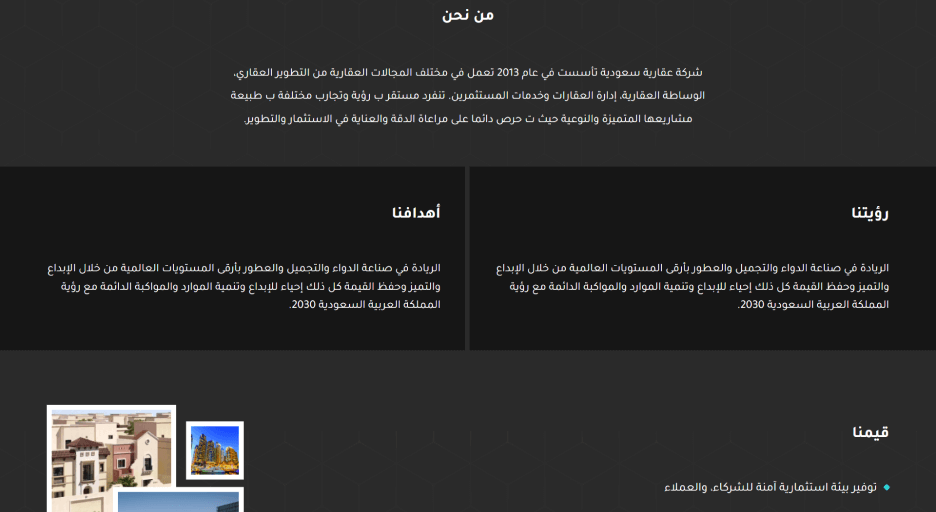 من نحن
شركة عقارية سعودية تأسست في عام 2013 تعمل في مختلف المجالات العقارية من التطوير العقاري،
الوساطة العقارية، إدارة العقارات وخدمات المستثمرين. تنفرد مستقر ب رؤية وتجارب مختلفة ب طبيعة
مشاريعها المتميزة والنوعية حيث ت حرص دائما على مراعاة الدقة والعناية في الاستثمار والتطوير.
رؤيتنا
الريادة في صناعة الدواء والتجميل والعطور بأرقى المستويات العالمية من خلال الإبداع
والتميز وحفظ القيمة كل ذلك إحياء للإبداع وتنمية الموارد والمواكبة الدائمة مع رؤية
المملكة العربية السعودية 2030.
أهدافنا
الريادة في صناعة الدواء والتجميل والعطور بأرقى المستويات العالمية من خلال الإبداع
والتميز وحفظ القيمة كل ذلك إحياء للإبداع وتنمية الموارد والمواكبة الدائمة مع رؤية
المملكة العربية السعودية 2030.
قيمنا
توفير بيئة استثمارية آمنة للشركاء، والعملاء